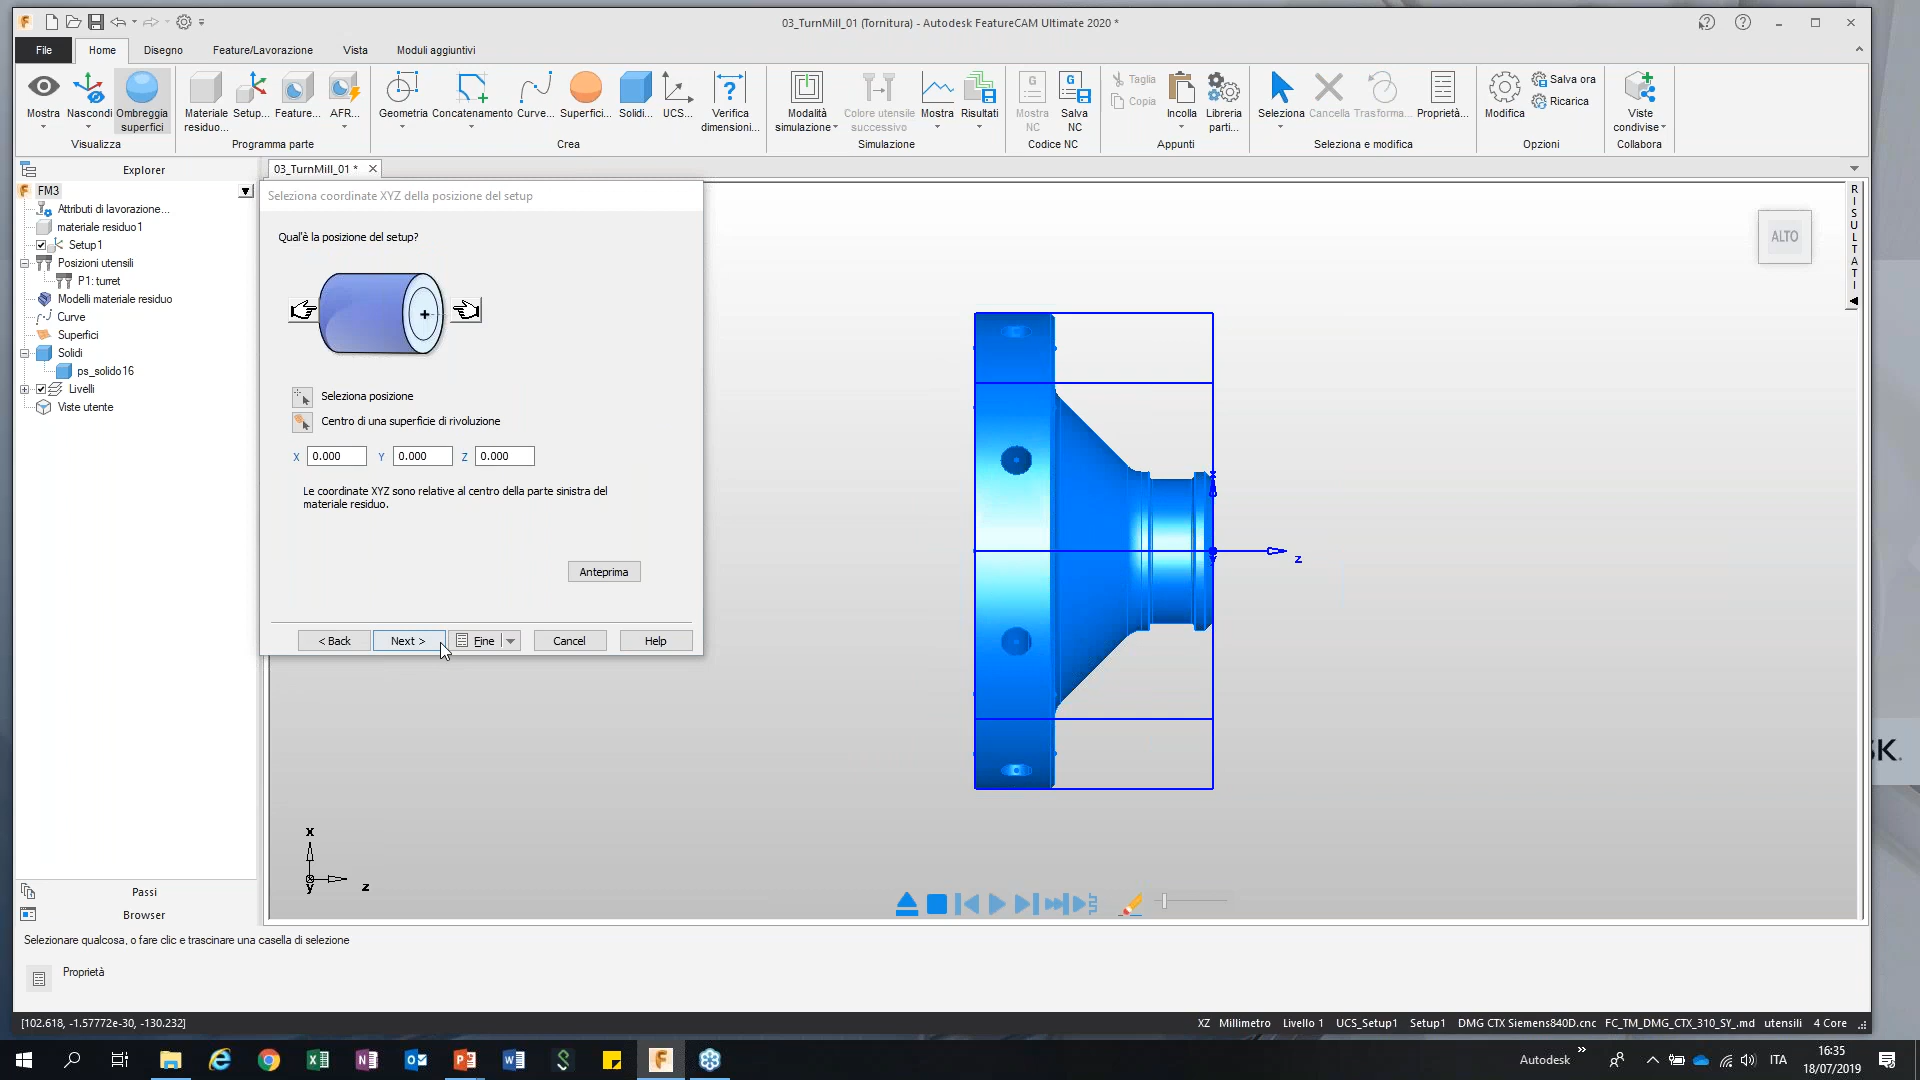 03_TurnMill_01 (Tornitura) - Autodesk FeatureCAM Ultimate 2020 *
File
Home
Disegno
Feature/Lavorazione
Vista
Moduli aggiuntivi
Mostra
Nascondi
Ombreggia superfici
Materiale residuo...
Setup...
Feature...
AFR...
Geometria
Concatenamento
Curve...
Superfici...
Solidi...
UCS...
Verifica dimensioni...
Modalità simulazione
Colore utensile successivo
Mostra
Risultati
Mostra NC
Salva NC
Taglia
Copia
Incolla
Libreria parti...
Seleziona
Cancella
Trasforma...
Proprietà...
Modifica
Salva ora
Ricarica
Viste condivise
Visualizza
Programma parte
Crea
Simulazione
Codice NC
Appunti
Seleziona e modifica
Opzioni
Collabora
Explorer
03_TurnMill_01 *
FM3
Attributi di lavorazione...
materiale residuo1
Setup1
Posizioni utensili
P1: turret
Modelli materiale residuo
Curve
Superfici
Solidi
ps_solido16
Livelli
Viste utente
Seleziona coordinate XYZ della posizione del setup
Qual'è la posizione del setup?
Seleziona posizione
Centro di una superficie di rivoluzione
X 0.000 Y 0.000 Z 0.000
Le coordinate XYZ sono relative al centro della parte sinistra del
materiale residuo.
Anteprima
< Back
Next >
Fine
Cancel
Help
ALTO
RISULTATI
z
x
y
z
Passi
Browser
Selezionare qualcosa, o fare clic e trascinare una casella di selezione
Proprietà
[102.618, -1.57772e-30, -130.232]
XZ Millimetro Livello 1 UCS_Setup1 Setup1 DMG CTX Siemens840D.cnc FC_TM_DMG_CTX_310_SY_.md utensili 4 Core
SK.
Autodesk
ITA
16:35
18/07/2019